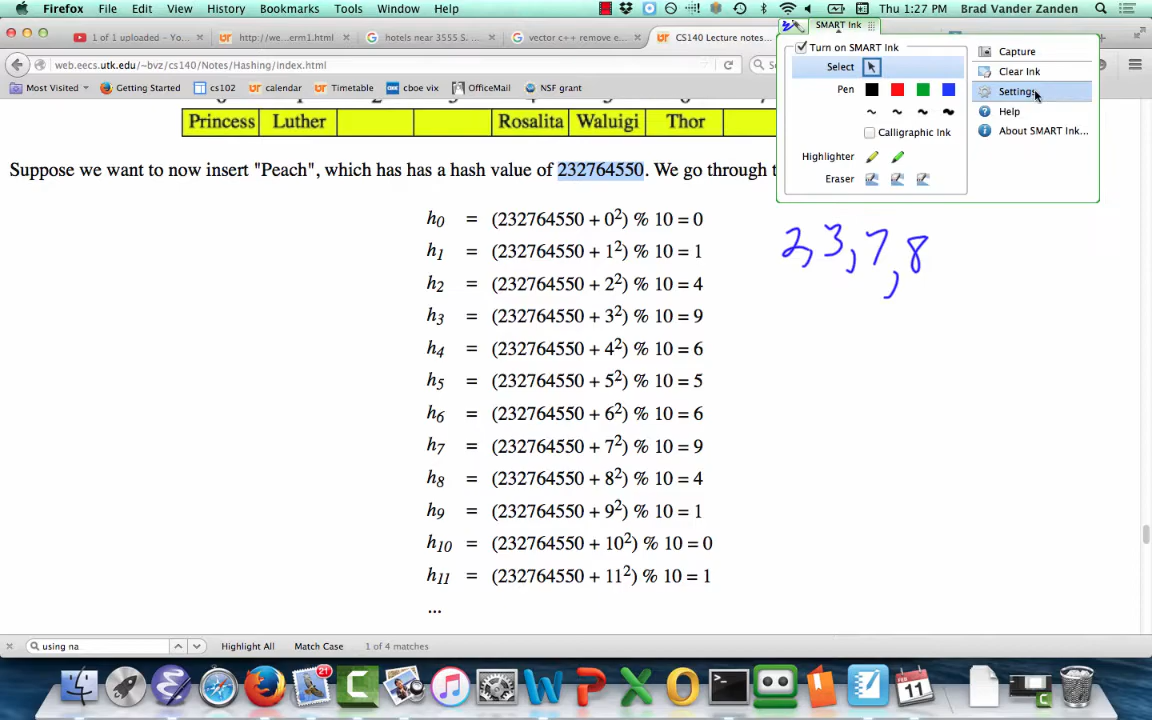 Firefox File Edit View History Bookmarks Tools Window Help Thu 1:27 PM Brad Vander Zanden
SMART Ink
1 of 1 uploaded - Yo... http://we...erm1.html hotels near 3555 S. ... vector c++ remove e... CS140 Lecture notes...
web.eecs.utk.edu/~bvz/cs140/Notes/Hashing/index.html
Most Visited Getting Started cs102 calendar Timetable cboe vix OfficeMail NSF grant
Turn on SMART Ink
Select
Pen
Calligraphic Ink
Highlighter
Eraser
Capture
Clear Ink
Settings
Help
About SMART Ink...
Princess Luther Rosalita Waluigi Thor
Suppose we want to now insert "Peach", which has has a hash value of 232764550. We go through t
h0 = (232764550 + 0²) % 10 = 0
h1 = (232764550 + 1²) % 10 = 1
h2 = (232764550 + 2²) % 10 = 4
h3 = (232764550 + 3²) % 10 = 9
h4 = (232764550 + 4²) % 10 = 6
h5 = (232764550 + 5²) % 10 = 5
h6 = (232764550 + 6²) % 10 = 6
h7 = (232764550 + 7²) % 10 = 9
h8 = (232764550 + 8²) % 10 = 4
h9 = (232764550 + 9²) % 10 = 1
h10 = (232764550 + 10²) % 10 = 0
h11 = (232764550 + 11²) % 10 = 1
...
2,3,7,8
using na Highlight All Match Case 1 of 4 matches
21
FEB 11